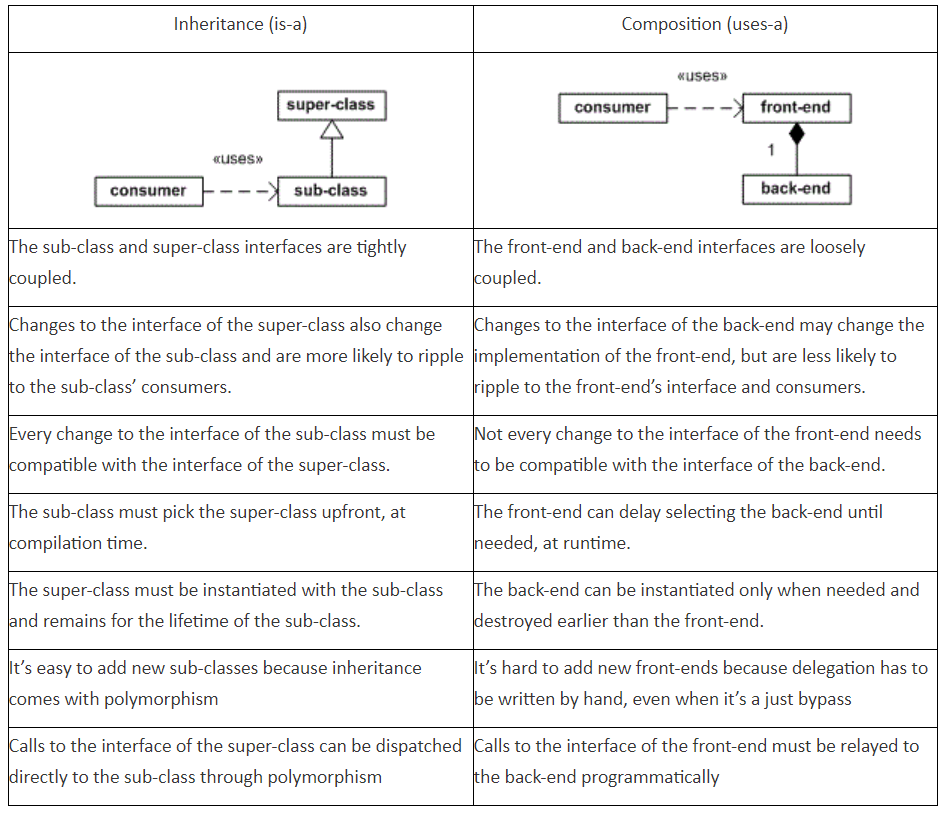 Inheritance (is-a)
Composition (uses-a)
super-class
«uses»
consumer
sub-class
«uses»
consumer
front-end
1
back-end
The sub-class and super-class interfaces are tightly
coupled.
The front-end and back-end interfaces are loosely
coupled.
Changes to the interface of the super-class also change
the interface of the sub-class and are more likely to ripple
to the sub-class’ consumers.
Changes to the interface of the back-end may change the
implementation of the front-end, but are less likely to
ripple to the front-end’s interface and consumers.
Every change to the interface of the sub-class must be
compatible with the interface of the super-class.
Not every change to the interface of the front-end needs
to be compatible with the interface of the back-end.
The sub-class must pick the super-class upfront, at
compilation time.
The front-end can delay selecting the back-end until
needed, at runtime.
The super-class must be instantiated with the sub-class
and remains for the lifetime of the sub-class.
The back-end can be instantiated only when needed and
destroyed earlier than the front-end.
It’s easy to add new sub-classes because inheritance
comes with polymorphism
It’s hard to add new front-ends because delegation has to
be written by hand, even when it’s a just bypass
Calls to the interface of the super-class can be dispatched
directly to the sub-class through polymorphism
Calls to the interface of the front-end must be relayed to
the back-end programmatically